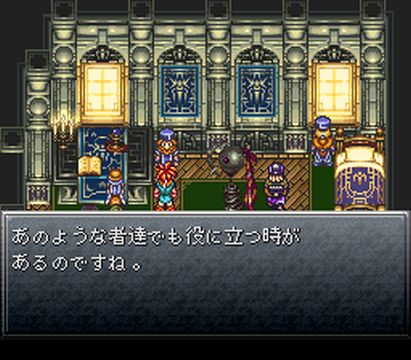 あのような者達でも役に立つ時が
あるのですね。